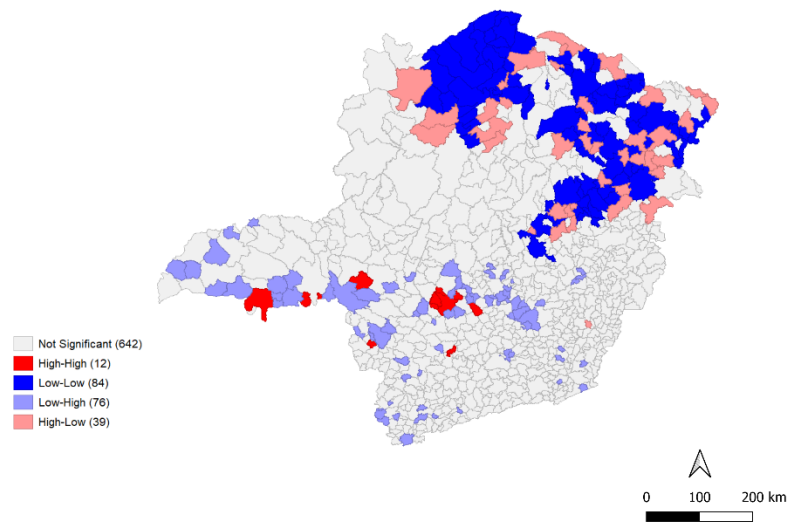 Not Significant (642)
High-High (12)
Low-Low (84)
Low-High (76)
High-Low (39)
0 100 200 km